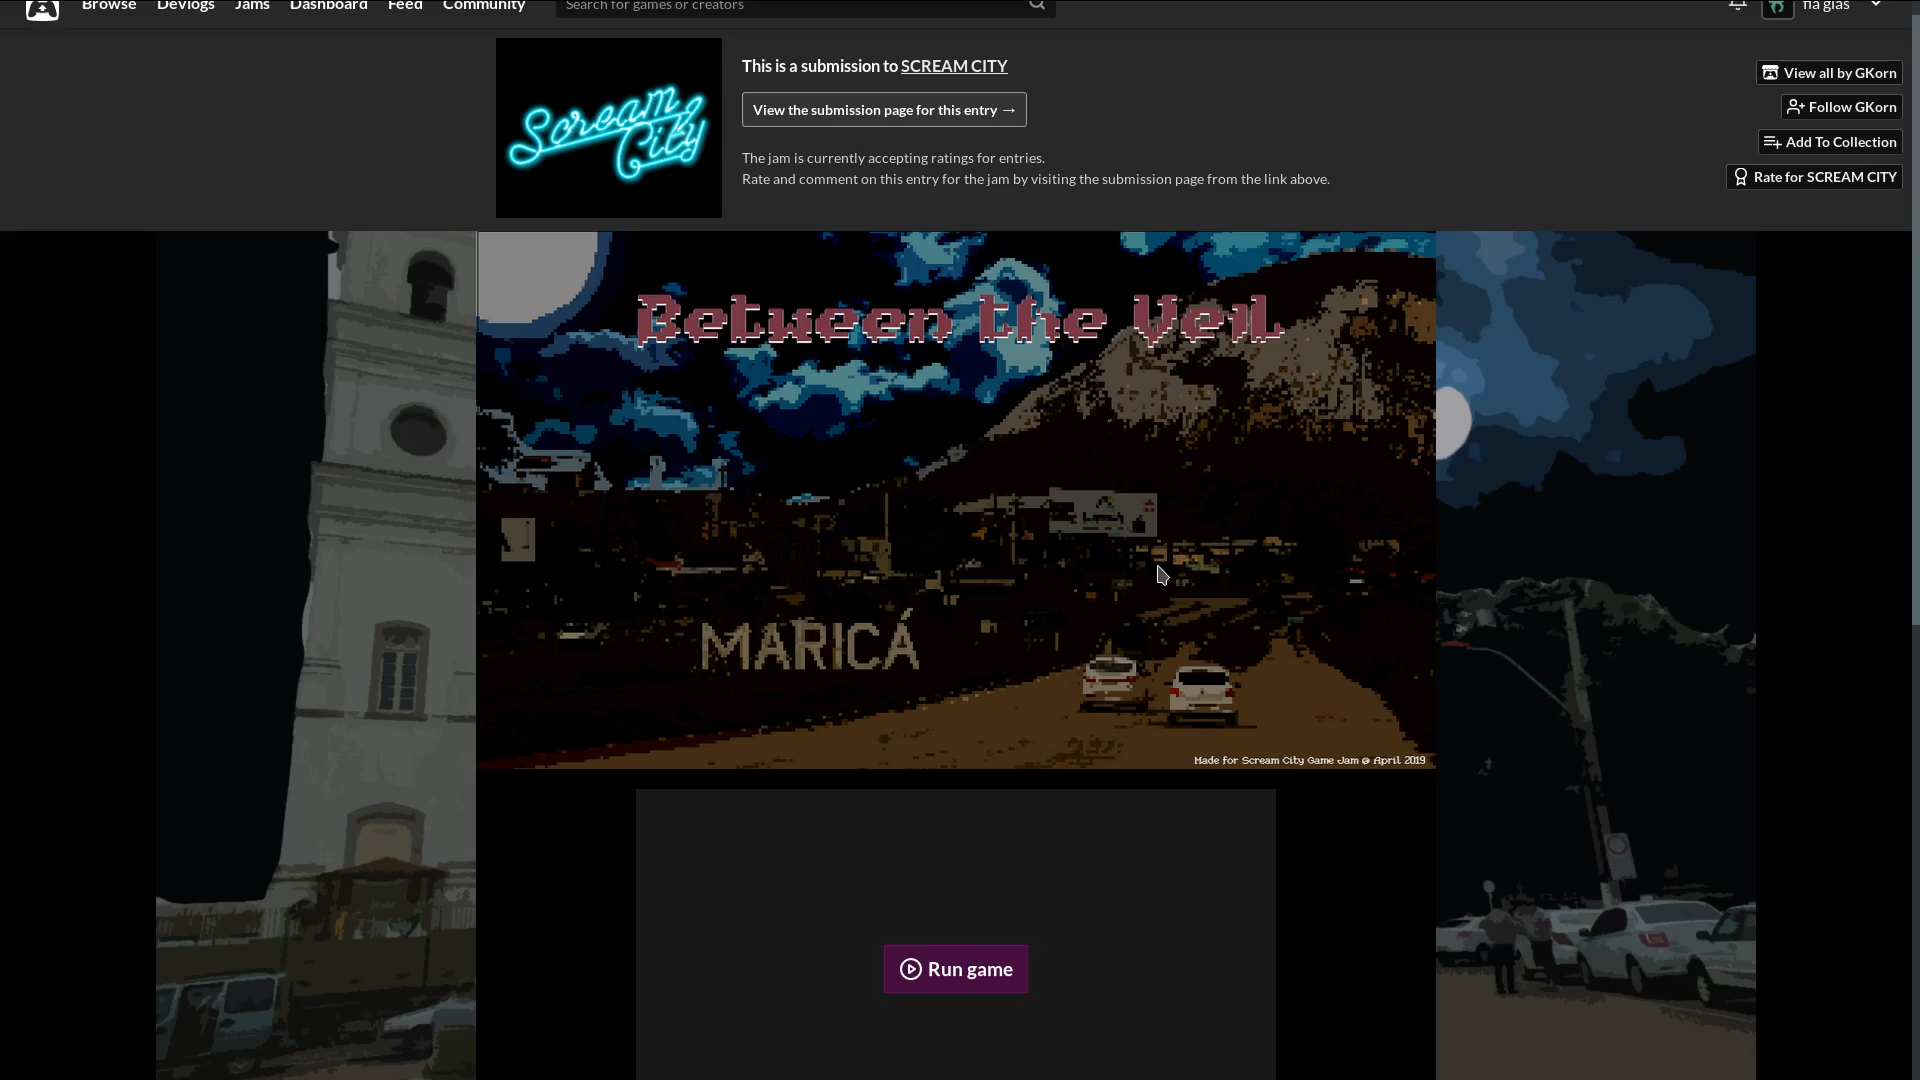 Browse Devlogs Jams Dashboard Feed Community Search for games or creators fia glas
Scream City
This is a submission to SCREAM CITY
View the submission page for this entry →
The jam is currently accepting ratings for entries.
Rate and comment on this entry for the jam by visiting the submission page from the link above.
View all by GKorn
Follow GKorn
Add To Collection
Rate for SCREAM CITY
Between the Veil
MARICÁ
Made for Scream City Game Jam @ April 2019
Run game